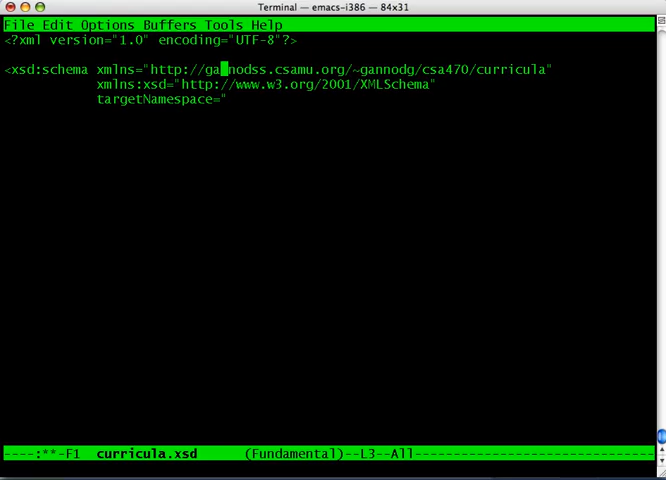 Terminal — emacs-i386 — 84x31
File Edit Options Buffers Tools Help
<?xml version="1.0" encoding="UTF-8"?>
<xsd:schema xmlns="http://gannodss.csamu.org/~gannodg/csa470/curricula"
xmlns:xsd="http://www.w3.org/2001/XMLSchema"
targetNamespace="
----:**-F1  curricula.xsd      (Fundamental)--L3--All--------------------------------